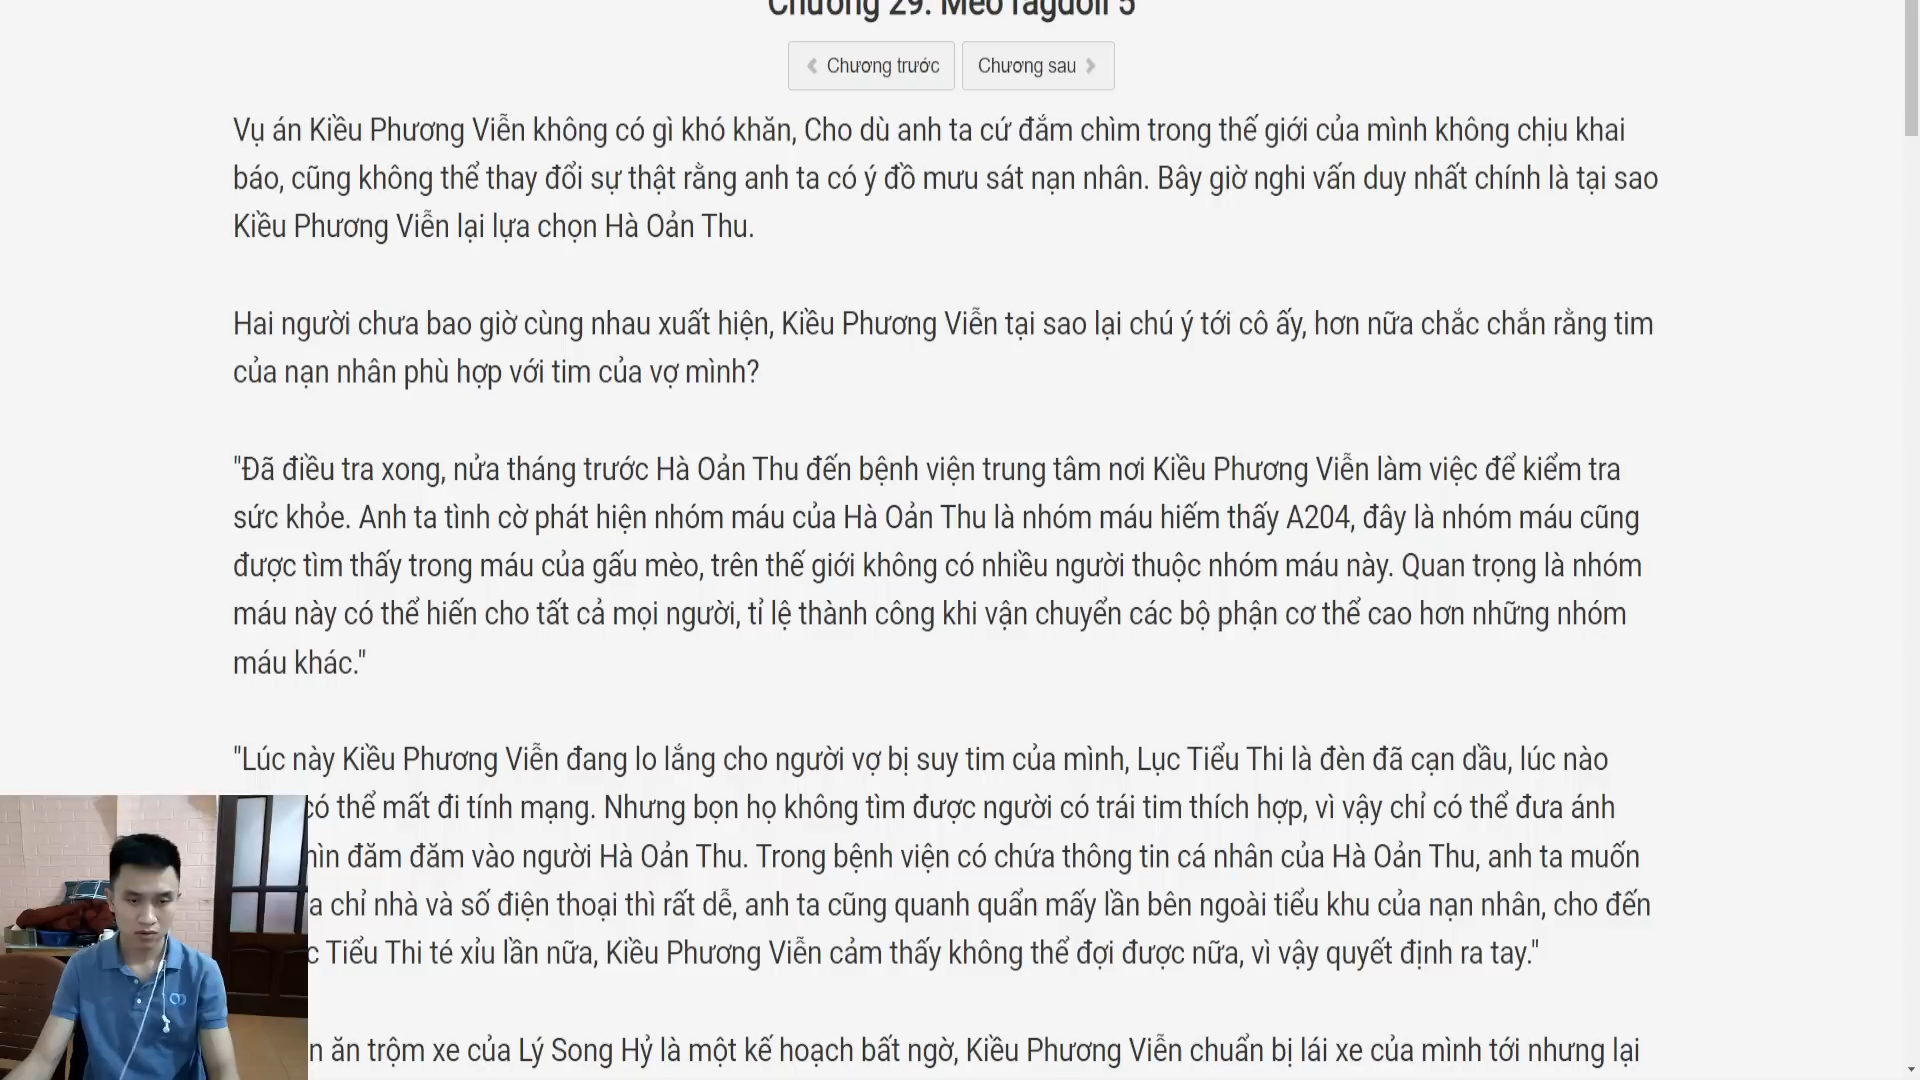 Chương 29: Mèo ragdoll 5
Chương trước
Chương sau
Vụ án Kiều Phương Viễn không có gì khó khăn, Cho dù anh ta cứ đắm chìm trong thế giới của mình không chịu khai
báo, cũng không thể thay đổi sự thật rằng anh ta có ý đồ mưu sát nạn nhân. Bây giờ nghi vấn duy nhất chính là tại sao
Kiều Phương Viễn lại lựa chọn Hà Oản Thu.
Hai người chưa bao giờ cùng nhau xuất hiện, Kiều Phương Viễn tại sao lại chú ý tới cô ấy, hơn nữa chắc chắn rằng tim
của nạn nhân phù hợp với tim của vợ mình?
"Đã điều tra xong, nửa tháng trước Hà Oản Thu đến bệnh viện trung tâm nơi Kiều Phương Viễn làm việc để kiểm tra
sức khỏe. Anh ta tình cờ phát hiện nhóm máu của Hà Oản Thu là nhóm máu hiếm thấy A204, đây là nhóm máu cũng
được tìm thấy trong máu của gấu mèo, trên thế giới không có nhiều người thuộc nhóm máu này. Quan trọng là nhóm
máu này có thể hiến cho tất cả mọi người, tỉ lệ thành công khi vận chuyển các bộ phận cơ thể cao hơn những nhóm
máu khác."
"Lúc này Kiều Phương Viễn đang lo lắng cho người vợ bị suy tim của mình, Lục Tiểu Thi là đèn đã cạn dầu, lúc nào
có thể mất đi tính mạng. Nhưng bọn họ không tìm được người có trái tim thích hợp, vì vậy chỉ có thể đưa ánh
đăm đăm vào người Hà Oản Thu. Trong bệnh viện có chứa thông tin cá nhân của Hà Oản Thu, anh ta muốn
chỉ nhà và số điện thoại thì rất dễ, anh ta cũng quanh quẩn mấy lần bên ngoài tiểu khu của nạn nhân, cho đến
Tiểu Thi té xỉu lần nữa, Kiều Phương Viễn cảm thấy không thể đợi được nữa, vì vậy quyết định ra tay."
ăn trộm xe của Lý Song Hỷ là một kế hoạch bất ngờ, Kiều Phương Viễn chuẩn bị lái xe của mình tới nhưng lại